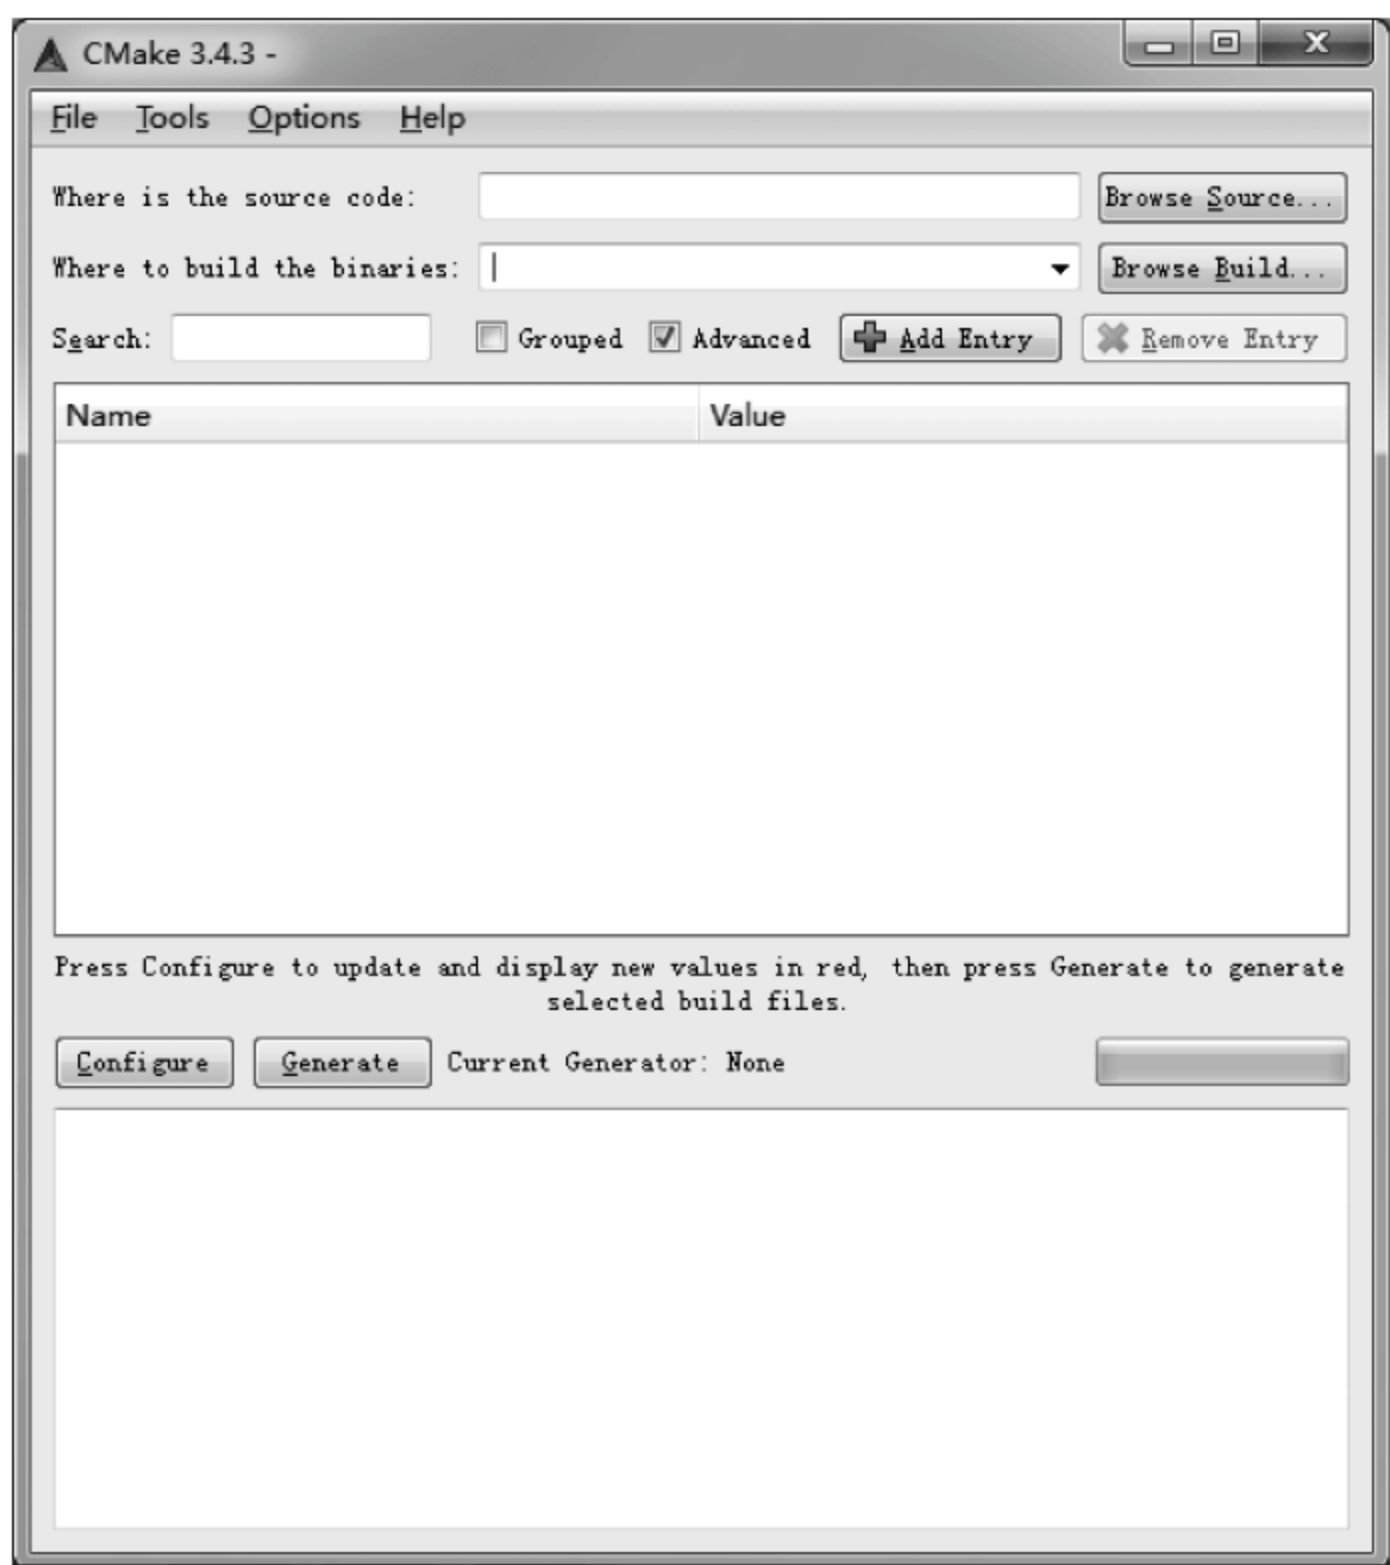 CMake 3.4.3 -
File Tools Options Help
Where is the source code: Browse Source...
Where to build the binaries: Browse Build...
Search: Grouped Advanced Add Entry Remove Entry
Name Value
Press Configure to update and display new values in red, then press Generate to generate
selected build files.
Configure Generate Current Generator: None